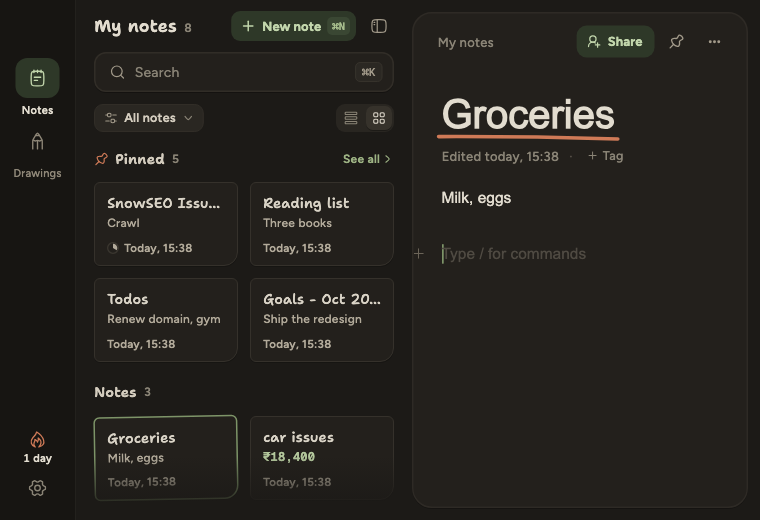 Notes
Drawings
1 day
My notes 8
New note ⌘N
Search ⌘K
All notes
Pinned 5
See all
SnowSEO Issu...
Crawl
Today, 15:38
Reading list
Three books
Today, 15:38
Todos
Renew domain, gym
Today, 15:38
Goals - Oct 20...
Ship the redesign
Today, 15:38
Notes 3
Groceries
Milk, eggs
Today, 15:38
car issues
₹18,400
Today, 15:38
My notes
Share
Groceries
Edited today, 15:38 · + Tag
Milk, eggs
Type / for commands